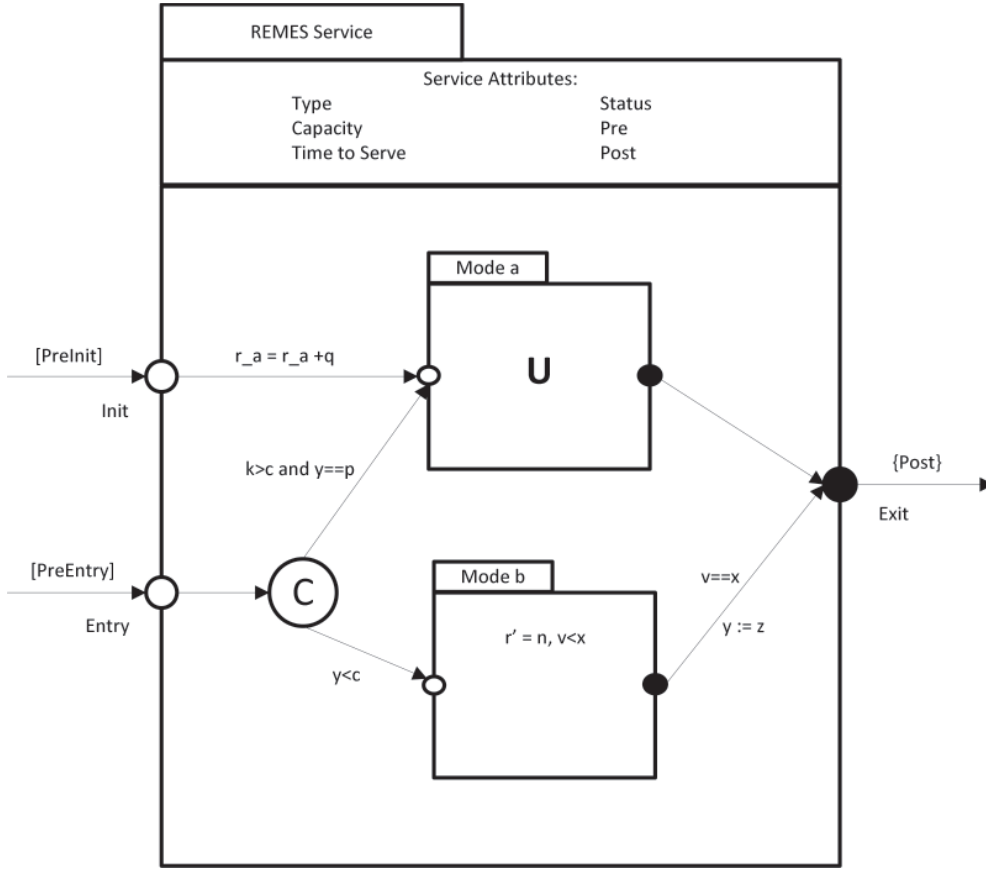 REMES Service
Service Attributes:
Type Status
Capacity Pre
Time to Serve Post
Mode a
U
[PreInit]
r_a = r_a +q
Init
k>c and y==p
{Post}
Exit
[PreEntry]
Entry
C
Mode b
r' = n, v<x
v==x
y := z
y<c